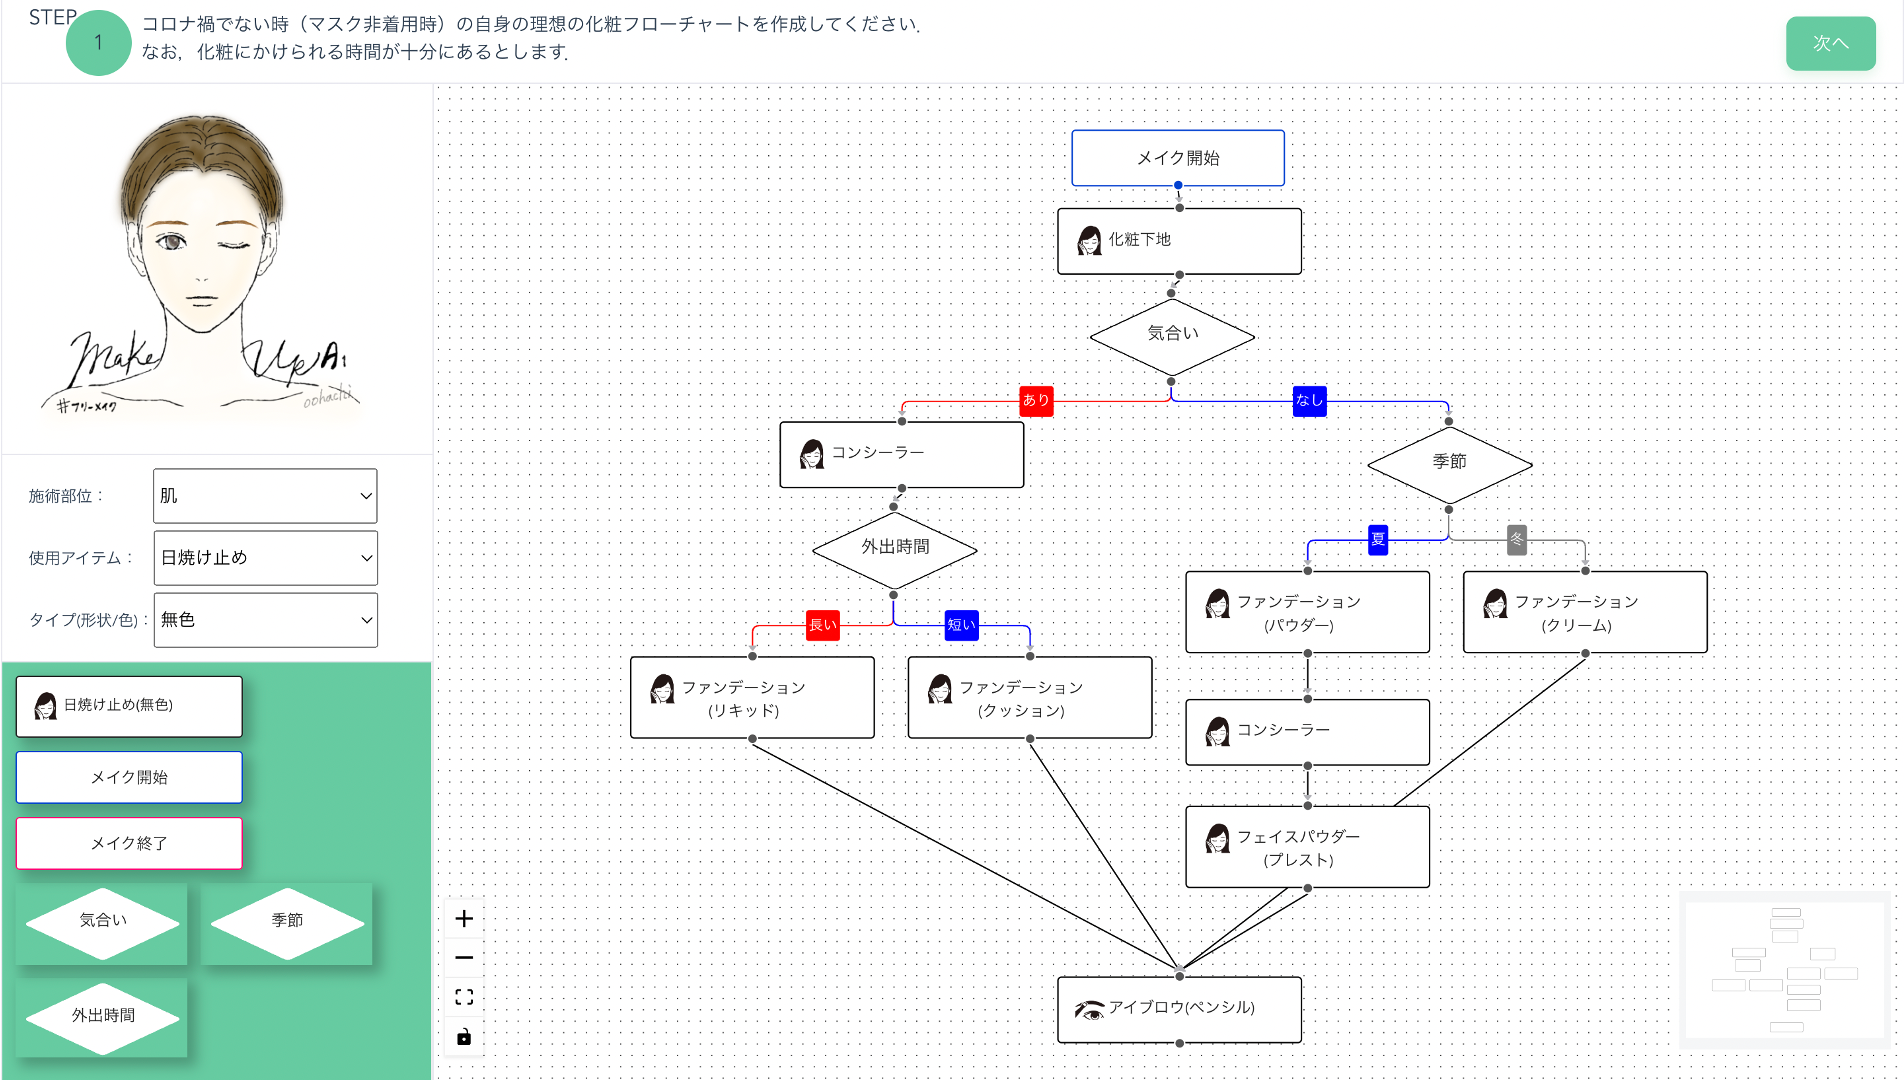 STEP
1
コロナ禍でない時（マスク非着用時）の自身の理想の化粧フローチャートを作成してください．
なお，化粧にかけられる時間が十分にあるとします．
次へ
Make Up Ai
#フリーメイク
oohachi
施術部位：
肌
使用アイテム：
日焼け止め
タイプ(形状/色)：
無色
日焼け止め(無色)
メイク開始
メイク終了
気合い
季節
外出時間
メイク開始
化粧下地
気合い
あり
なし
コンシーラー
季節
外出時間
夏
冬
長い
短い
ファンデーション
(パウダー)
ファンデーション
(クリーム)
ファンデーション
(リキッド)
ファンデーション
(クッション)
コンシーラー
フェイスパウダー
(プレスト)
アイブロウ(ペンシル)